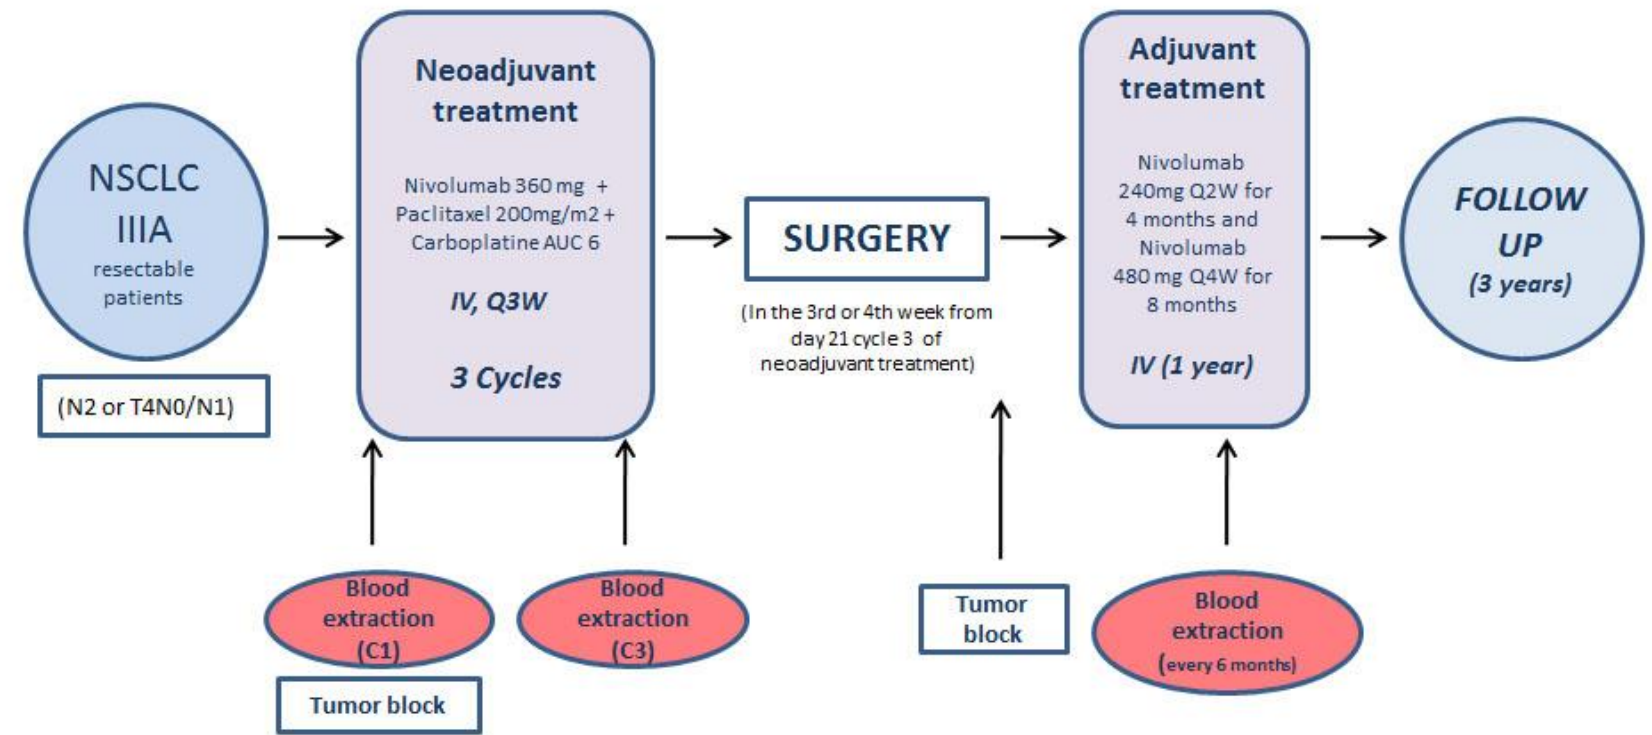 NSCLC
IIIA
resectable
patients
(N2 or T4N0/N1)
Neoadjuvant
treatment
Nivolumab 360 mg +
Paclitaxel 200mg/m2 +
Carboplatine AUC 6
IV, Q3W
3 Cycles
SURGERY
(In the 3rd or 4th week from
day 21 cycle 3 of
neoadjuvant treatment)
Adjuvant
treatment
Nivolumab
240mg Q2W for
4 months and
Nivolumab
480 mg Q4W for
8 months
IV (1 year)
FOLLOW
UP
(3 years)
Blood
extraction
(C1)
Tumor block
Blood
extraction
(C3)
Tumor
block
Blood
extraction
(every 6 months)